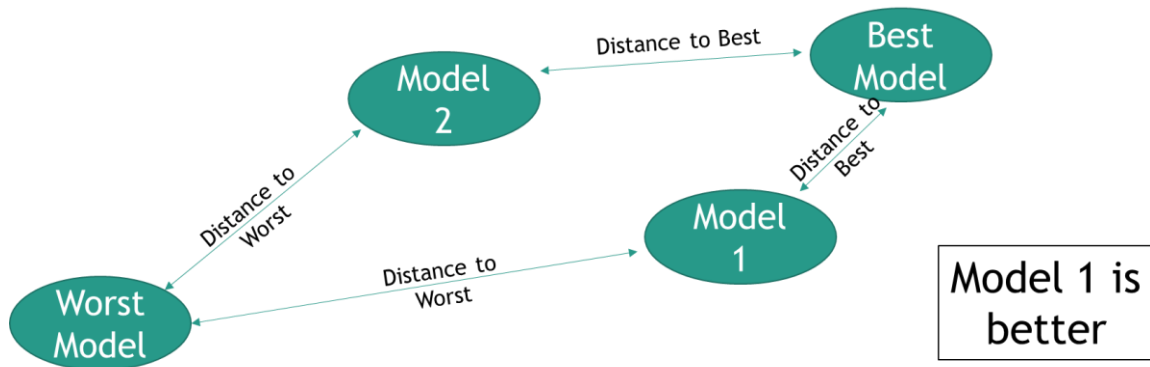 Distance to Best
Best
Model
Model
2
Distance to
Best
Distance to
Worst
Model
1
Distance to
Worst
Model 1 is
better
Worst
Model